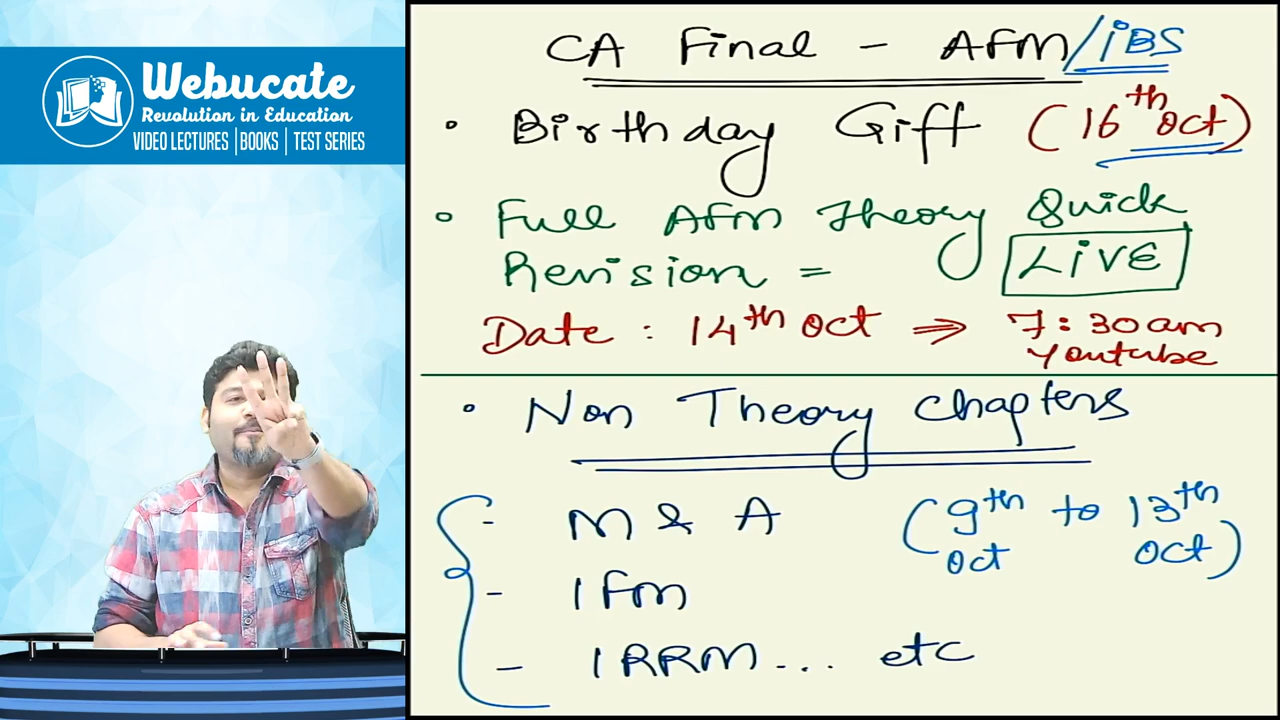 Webucate
Revolution in Education
VIDEO LECTURES | BOOKS | TEST SERIES
CA Final - AFM/IBS
• Birthday Gift (16th Oct)
• Full AFM Theory Quick
Revision = LIVE
Date : 14th Oct ⇒ 7:30am
Youtube
• Non Theory Chapters
- M & A (9th Oct to 13th Oct)
- IFM
- IRRM... etc